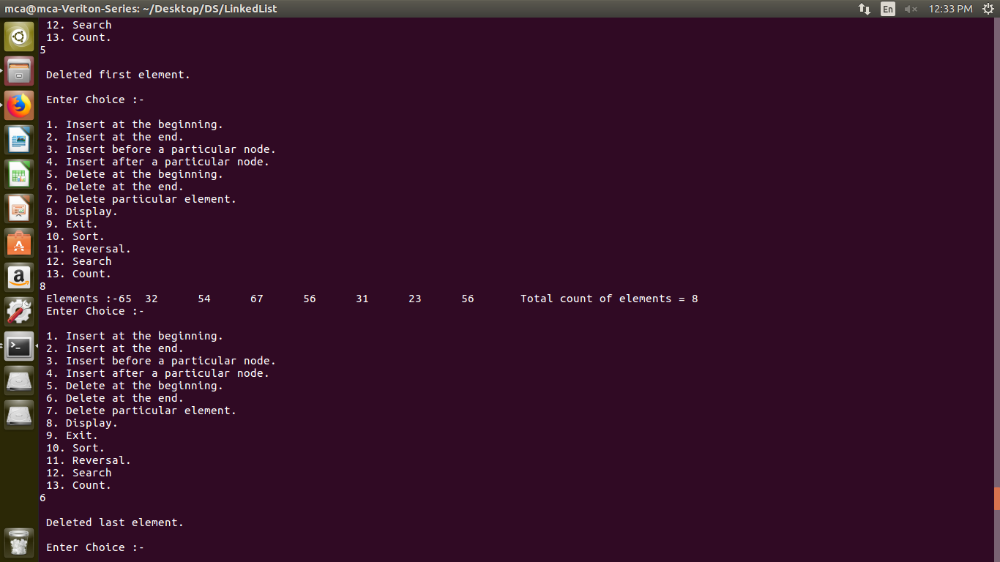 mca@mca-Veriton-Series: ~/Desktop/DS/LinkedList En 12:33 PM
12. Search
13. Count.
5
Deleted first element.
Enter Choice :-
1. Insert at the beginning.
2. Insert at the end.
3. Insert before a particular node.
4. Insert after a particular node.
5. Delete at the beginning.
6. Delete at the end.
7. Delete particular element.
8. Display.
9. Exit.
10. Sort.
11. Reversal.
12. Search
13. Count.
8
Elements :-65 32 54 67 56 31 23 56 Total count of elements = 8
Enter Choice :-
1. Insert at the beginning.
2. Insert at the end.
3. Insert before a particular node.
4. Insert after a particular node.
5. Delete at the beginning.
6. Delete at the end.
7. Delete particular element.
8. Display.
9. Exit.
10. Sort.
11. Reversal.
12. Search
13. Count.
6
Deleted last element.
Enter Choice :-